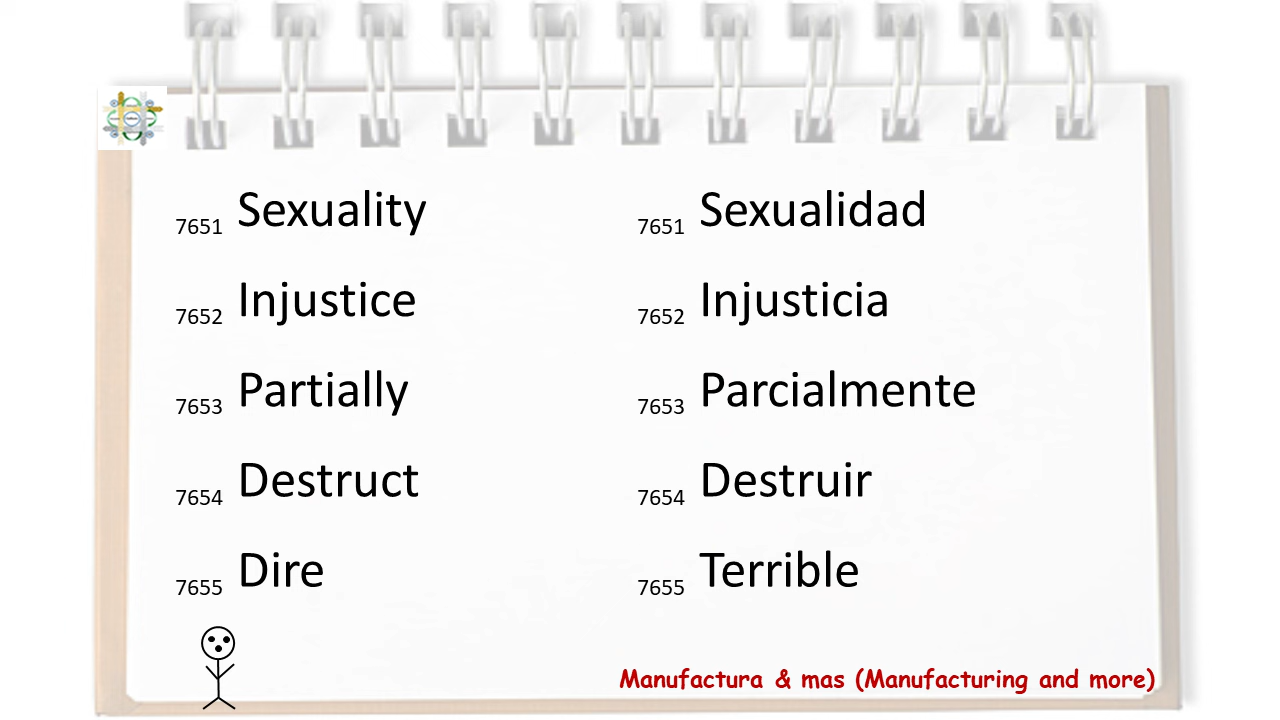 7651 Sexuality 7651 Sexualidad
7652 Injustice 7652 Injusticia
7653 Partially 7653 Parcialmente
7654 Destruct 7654 Destruir
7655 Dire 7655 Terrible
Manufactura & mas (Manufacturing and more)